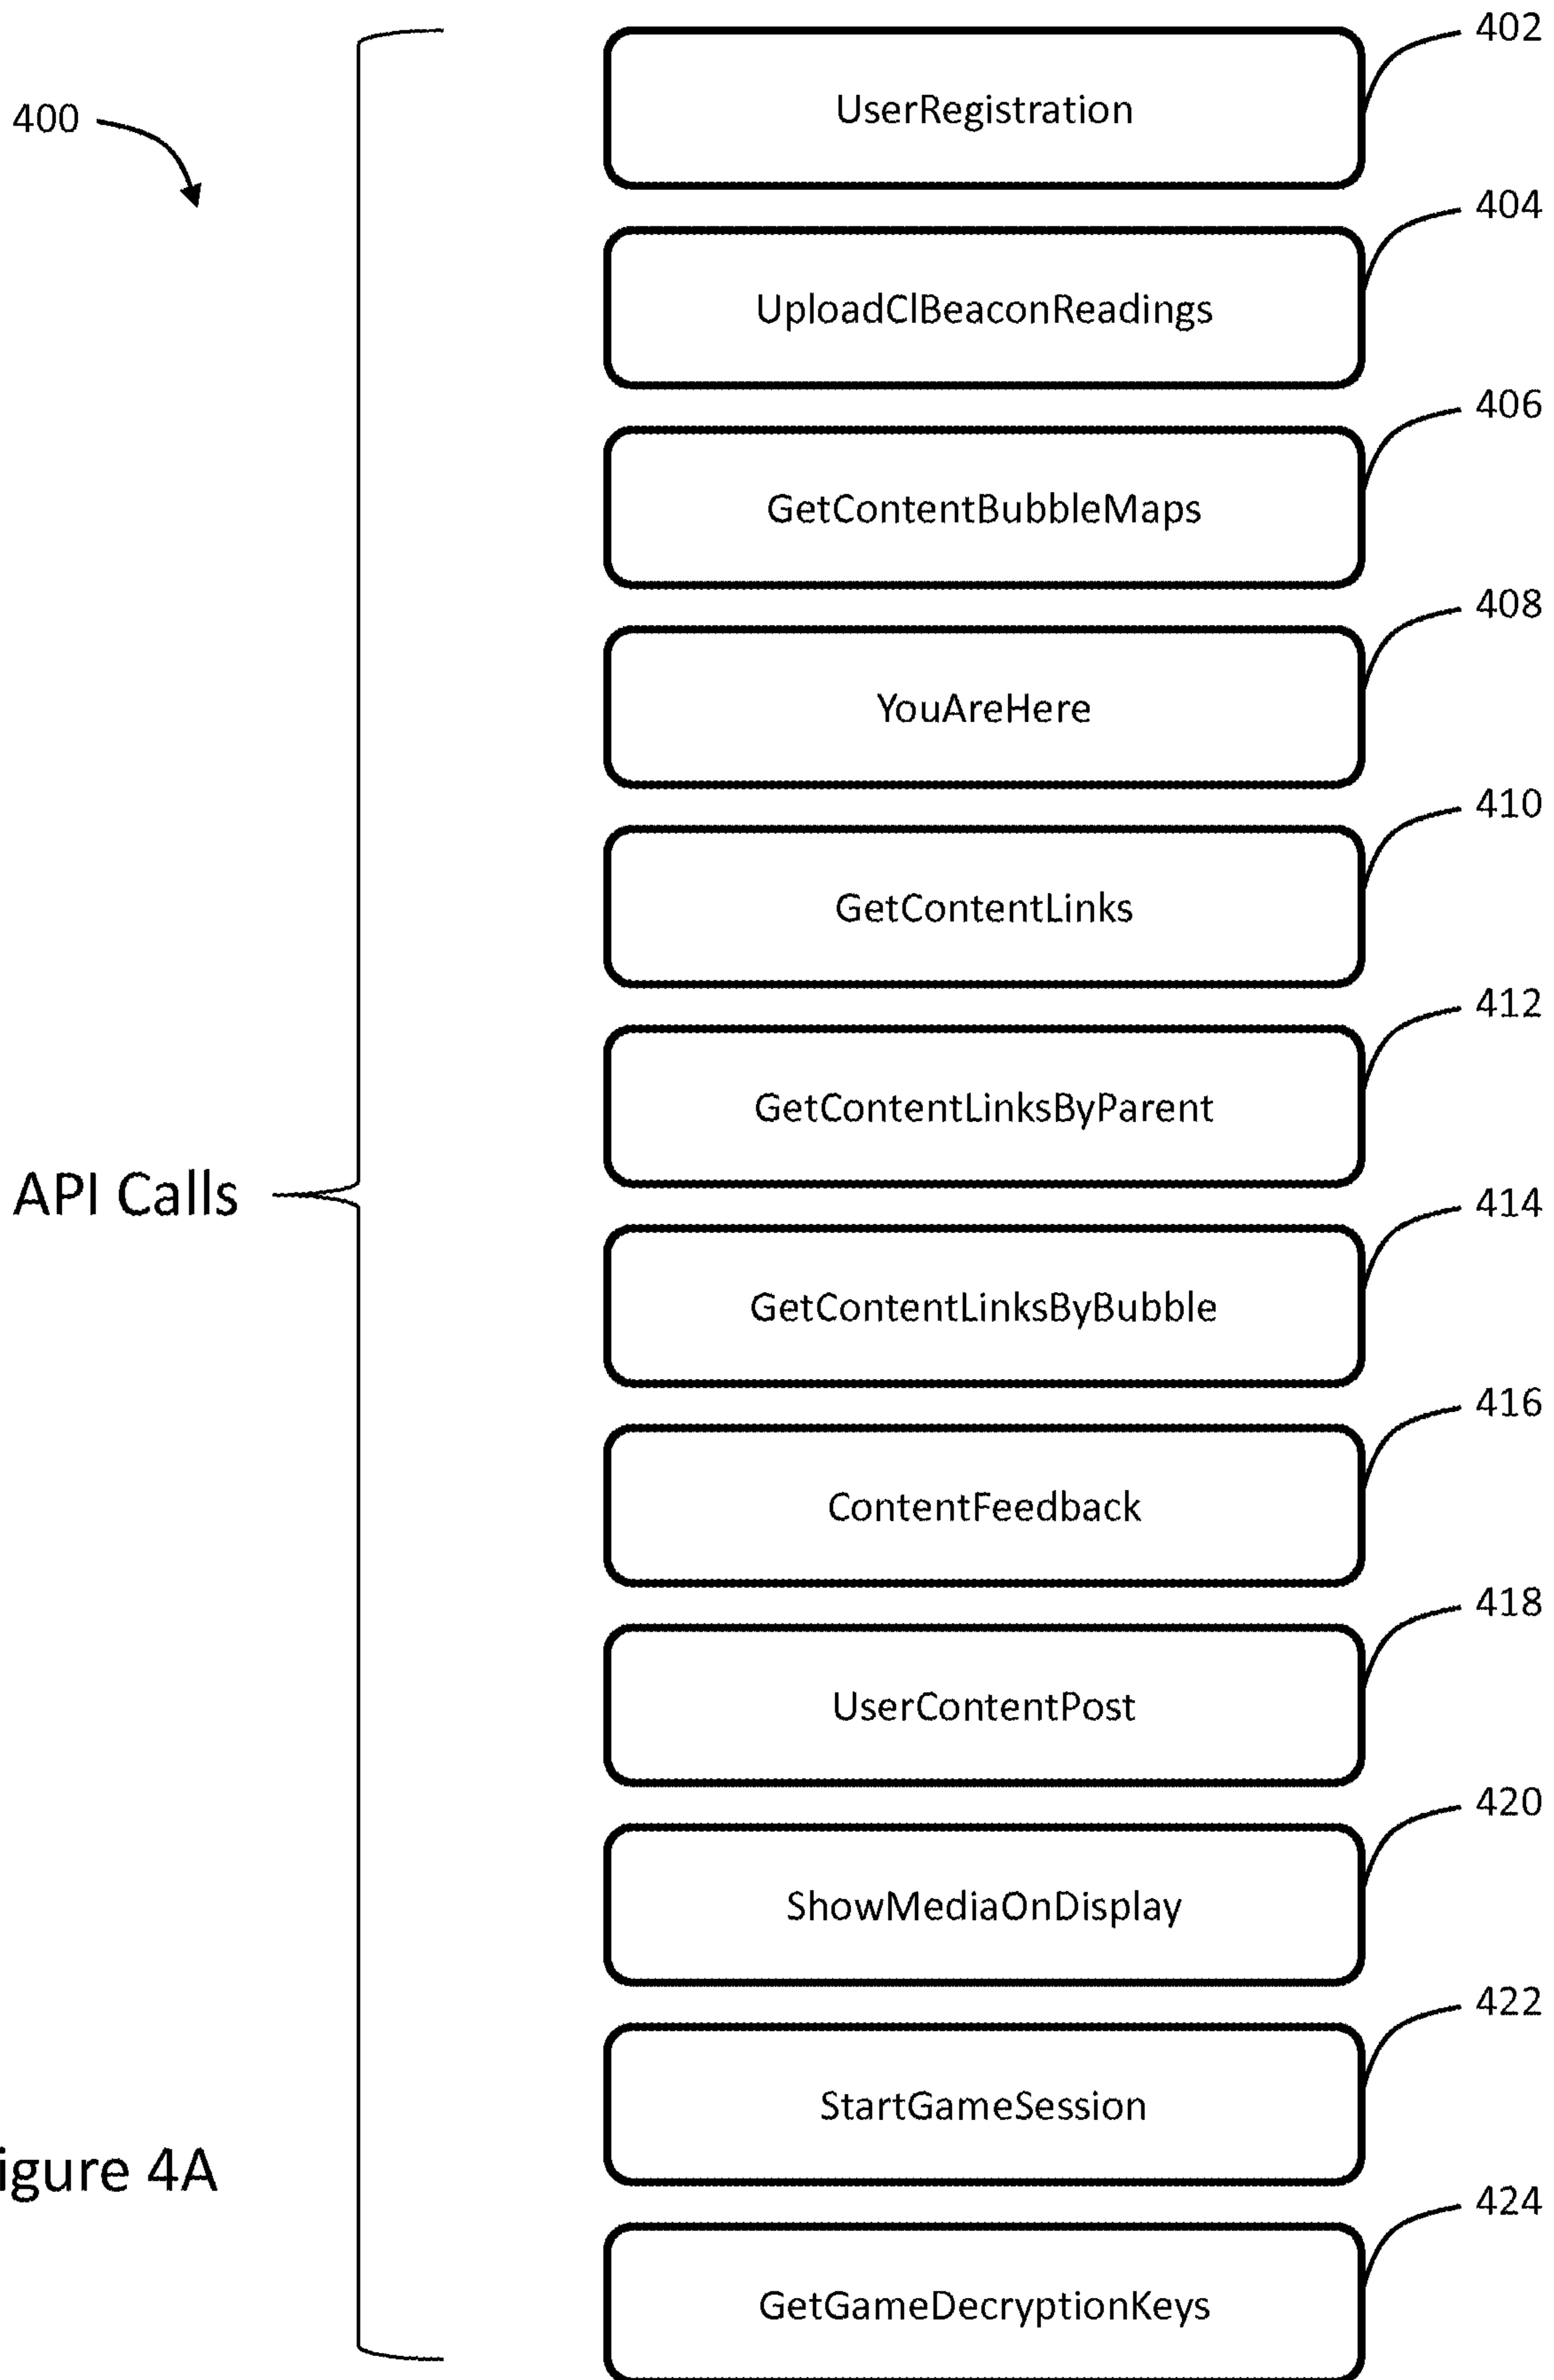 402
UserRegistration
400
404
UploadClBeaconReadings
406
GetContentBubbleMaps
408
YouAreHere
410
GetContentLinks
412
GetContentLinksByParent
API Calls
414
GetContentLinksByBubble
416
ContentFeedback
418
UserContentPost
420
ShowMediaOnDisplay
422
StartGameSession
igure 4A
424
GetGameDecryptionKeys